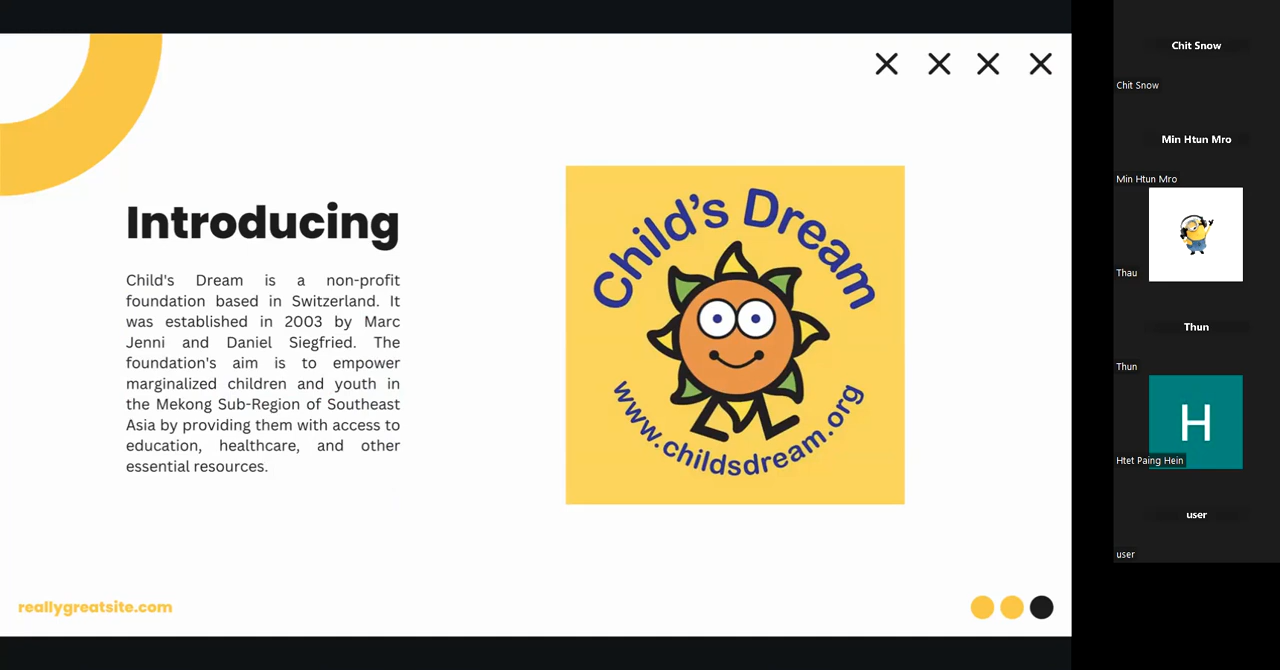 Introducing
Child's Dream is a non-profit
foundation based in Switzerland. It
was established in 2003 by Marc
Jenni and Daniel Siegfried. The
foundation's aim is to empower
marginalized children and youth in
the Mekong Sub-Region of Southeast
Asia by providing them with access to
education, healthcare, and other
essential resources.
Child's Dream
www.childsdream.org
reallygreatsite.com
Chit Snow
Chit Snow
Min Htun Mro
Min Htun Mro
Thau
Thun
Thun
H
Htet Paing Hein
user
user